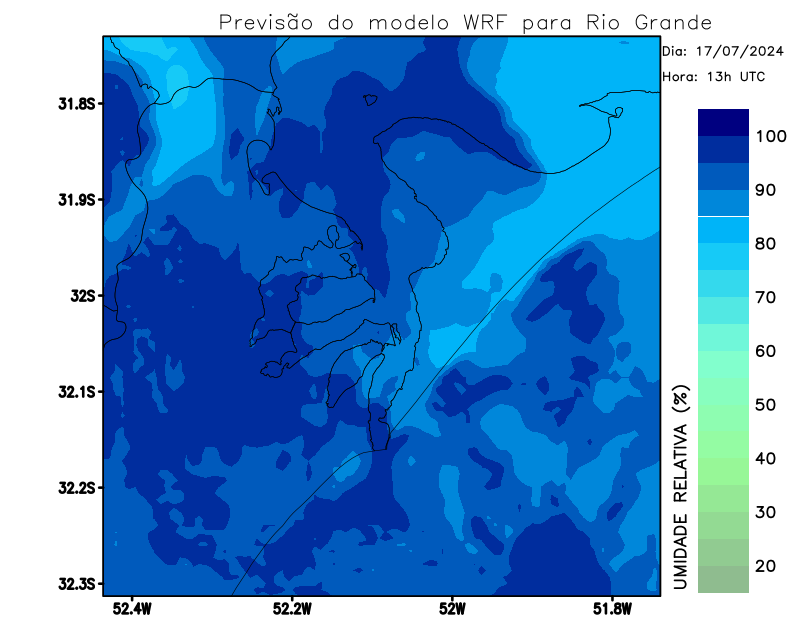 Previsão do modelo WRF para Rio Grande
Dia: 17/07/2024
Hora: 13h UTC
31.8S
31.9S
32S
32.1S
32.2S
32.3S
52.4W
52.2W
52W
51.8W
100
90
80
70
60
50
40
30
20
UMIDADE RELATIVA (%)